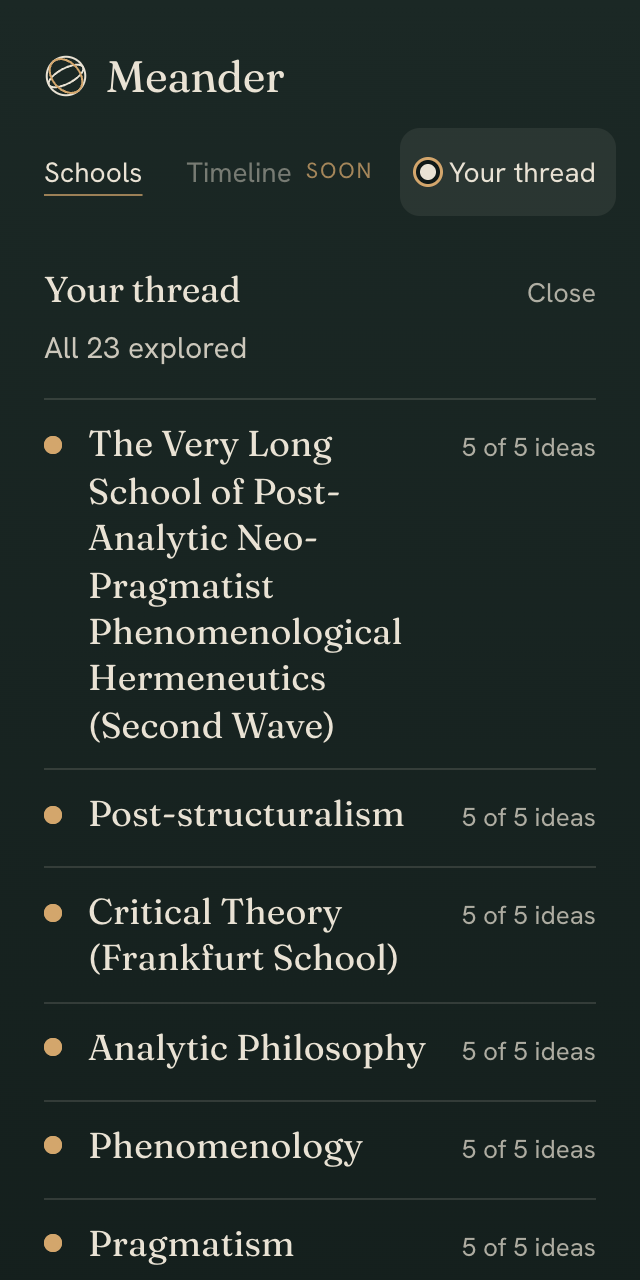 Meander
Schools Timeline SOON Your thread
Your thread Close
All 23 explored
The Very Long 5 of 5 ideas
School of Post-
Analytic Neo-
Pragmatist
Phenomenological
Hermeneutics
(Second Wave)
Post-structuralism 5 of 5 ideas
Critical Theory 5 of 5 ideas
(Frankfurt School)
Analytic Philosophy 5 of 5 ideas
Phenomenology 5 of 5 ideas
Pragmatism 5 of 5 ideas